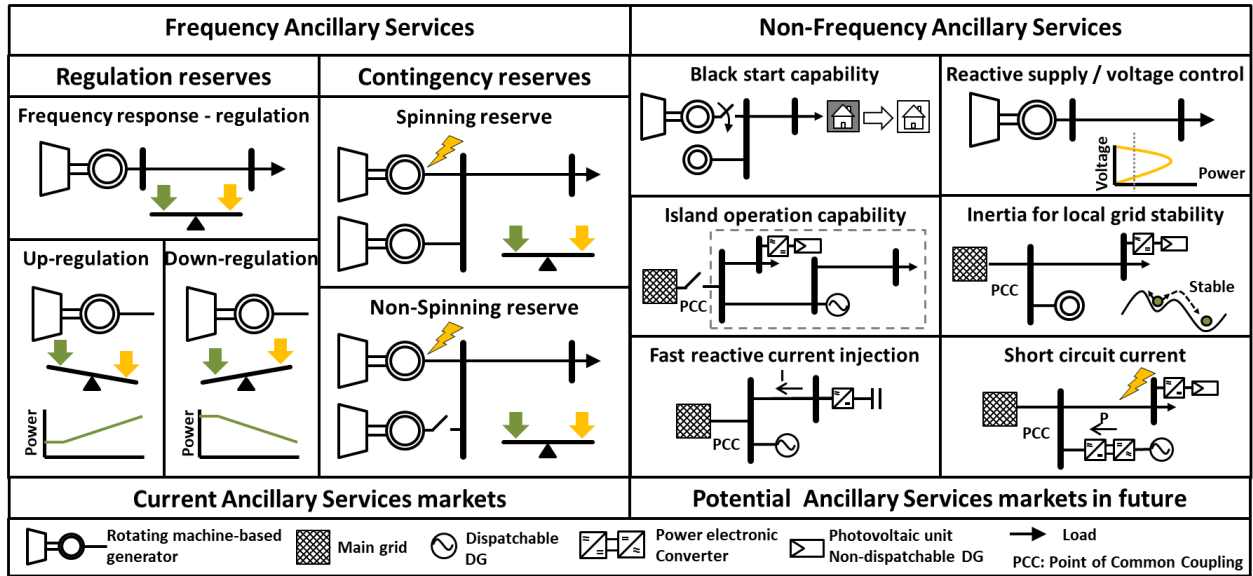 Frequency Ancillary Services
Non-Frequency Ancillary Services
Regulation reserves
Contingency reserves
Frequency response - regulation
Up-regulation
Power
Down-regulation
Power
Spinning reserve
Non-Spinning reserve
Black start capability
Reactive supply / voltage control
Voltage
Power
Island operation capability
PCC
Inertia for local grid stability
PCC
Stable
Fast reactive current injection
I
PCC
Short circuit current
PCC
P
Current Ancillary Services markets
Potential Ancillary Services markets in future
Rotating machine-based
generator
Main grid
Dispatchable
DG
Power electronic
Converter
Photovoltaic unit
Non-dispatchable DG
Load
PCC: Point of Common Coupling